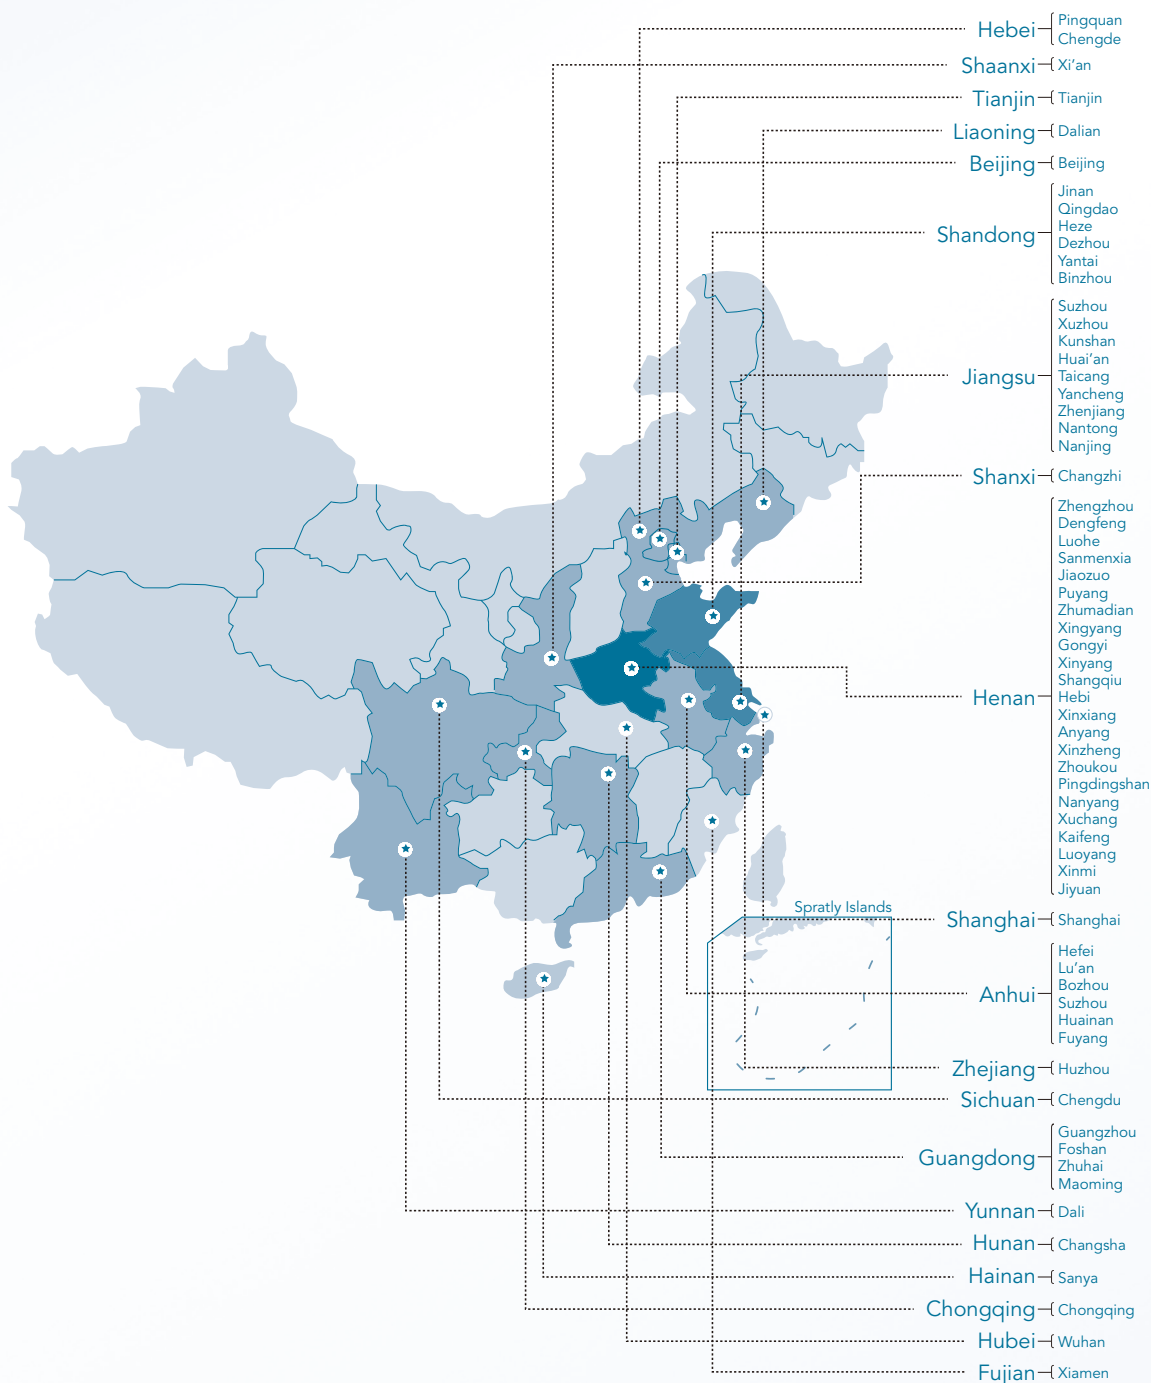 Hebei
Pingquan
Chengde
Shaanxi
Xi'an
Tianjin
Tianjin
Liaoning
Dalian
Beijing
Beijing
Shandong
Jinan
Qingdao
Heze
Dezhou
Yantai
Binzhou
Jiangsu
Suzhou
Xuzhou
Kunshan
Huai'an
Taicang
Yancheng
Zhenjiang
Nantong
Nanjing
Shanxi
Changzhi
Henan
Zhengzhou
Dengfeng
Luohe
Sanmenxia
Jiaozuo
Puyang
Zhumadian
Xingyang
Gongyi
Xinyang
Shangqiu
Hebi
Xinxiang
Anyang
Xinzheng
Zhoukou
Pingdingshan
Nanyang
Xuchang
Kaifeng
Luoyang
Xinmi
Jiyuan
Spratly Islands
Shanghai
Shanghai
Anhui
Hefei
Lu'an
Bozhou
Suzhou
Huainan
Fuyang
Zhejiang
Huzhou
Sichuan
Chengdu
Guangdong
Guangzhou
Foshan
Zhuhai
Maoming
Yunnan
Dali
Hunan
Changsha
Hainan
Sanya
Chongqing
Chongqing
Hubei
Wuhan
Fujian
Xiamen